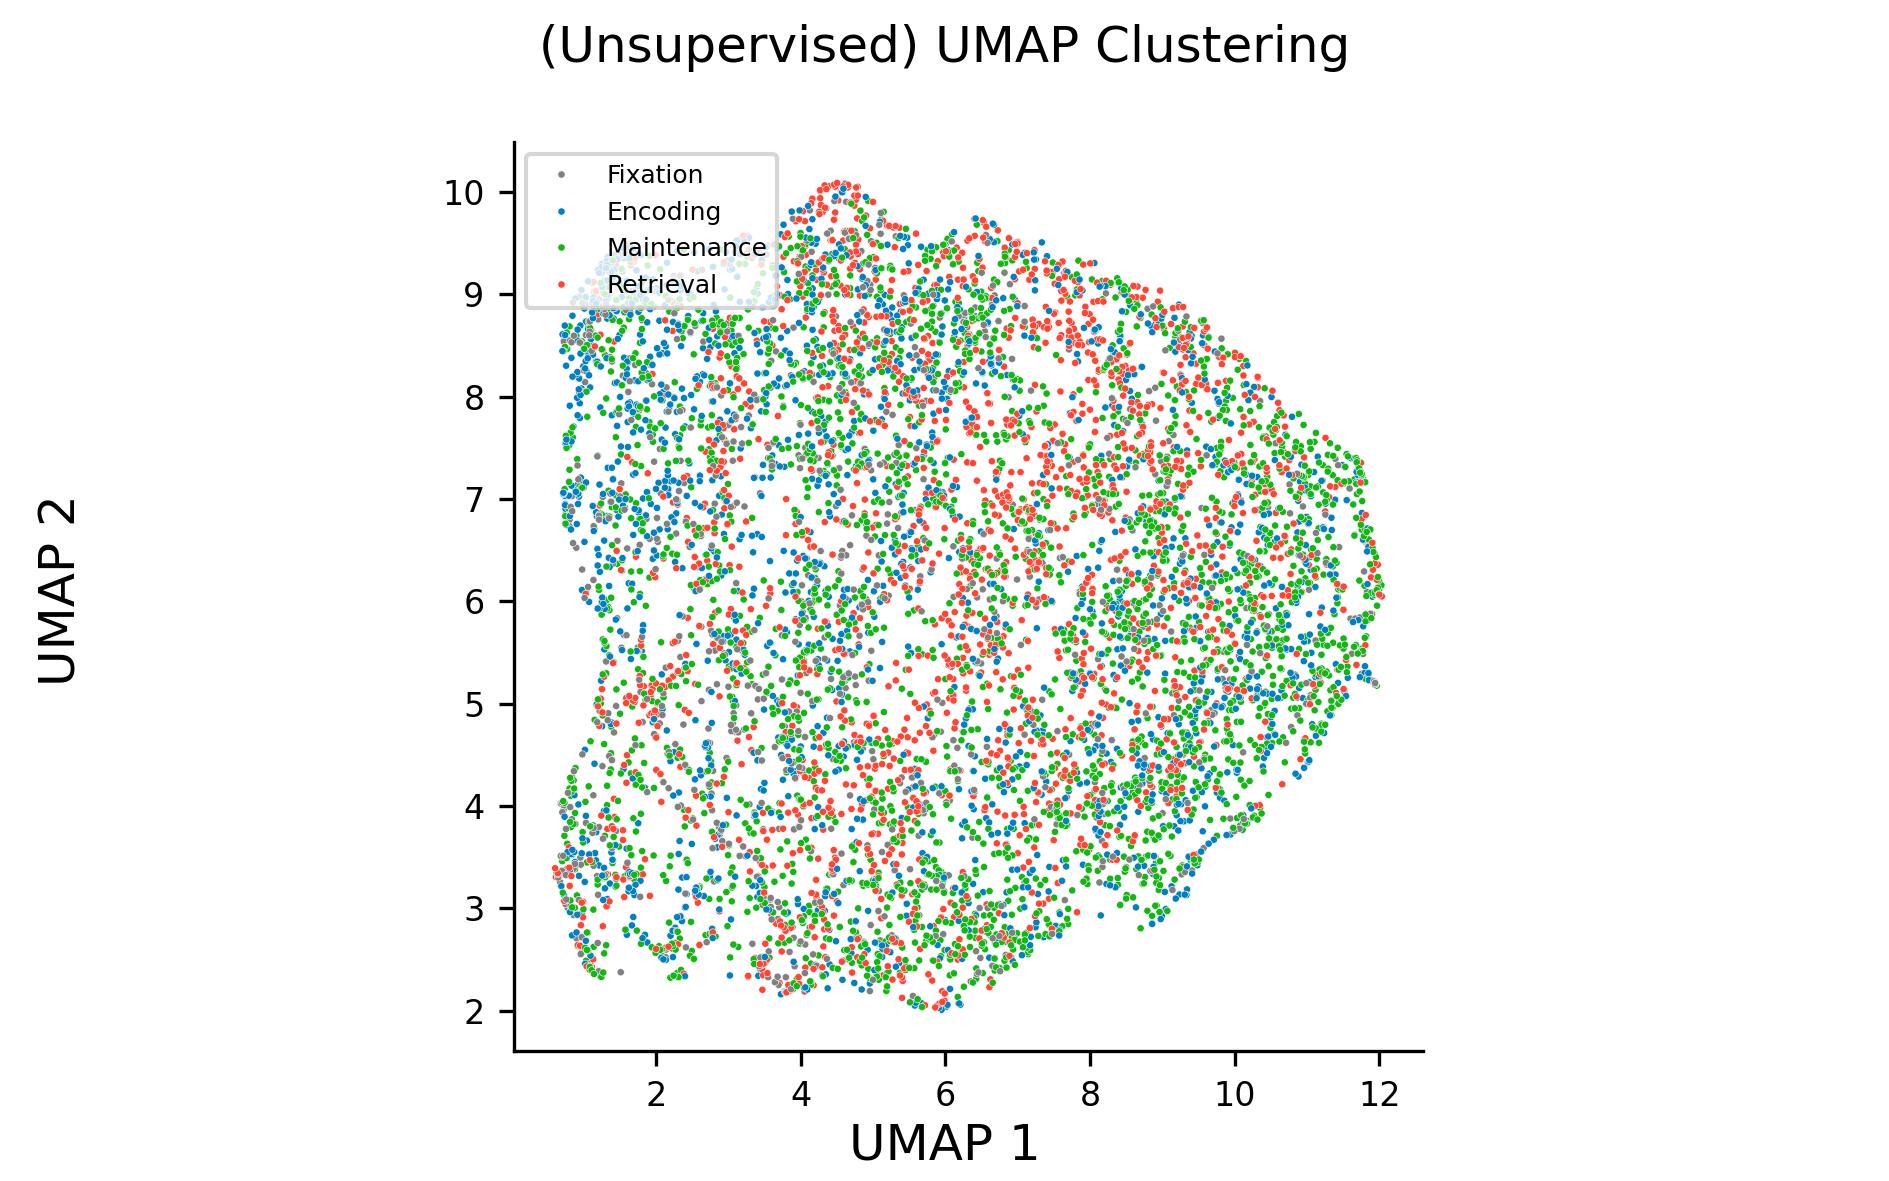 (Unsupervised) UMAP Clustering
Fixation
Encoding
Maintenance
Retrieval
10
9
8
7
6
5
4
3
2
UMAP 2
2 4 6 8 10 12
UMAP 1